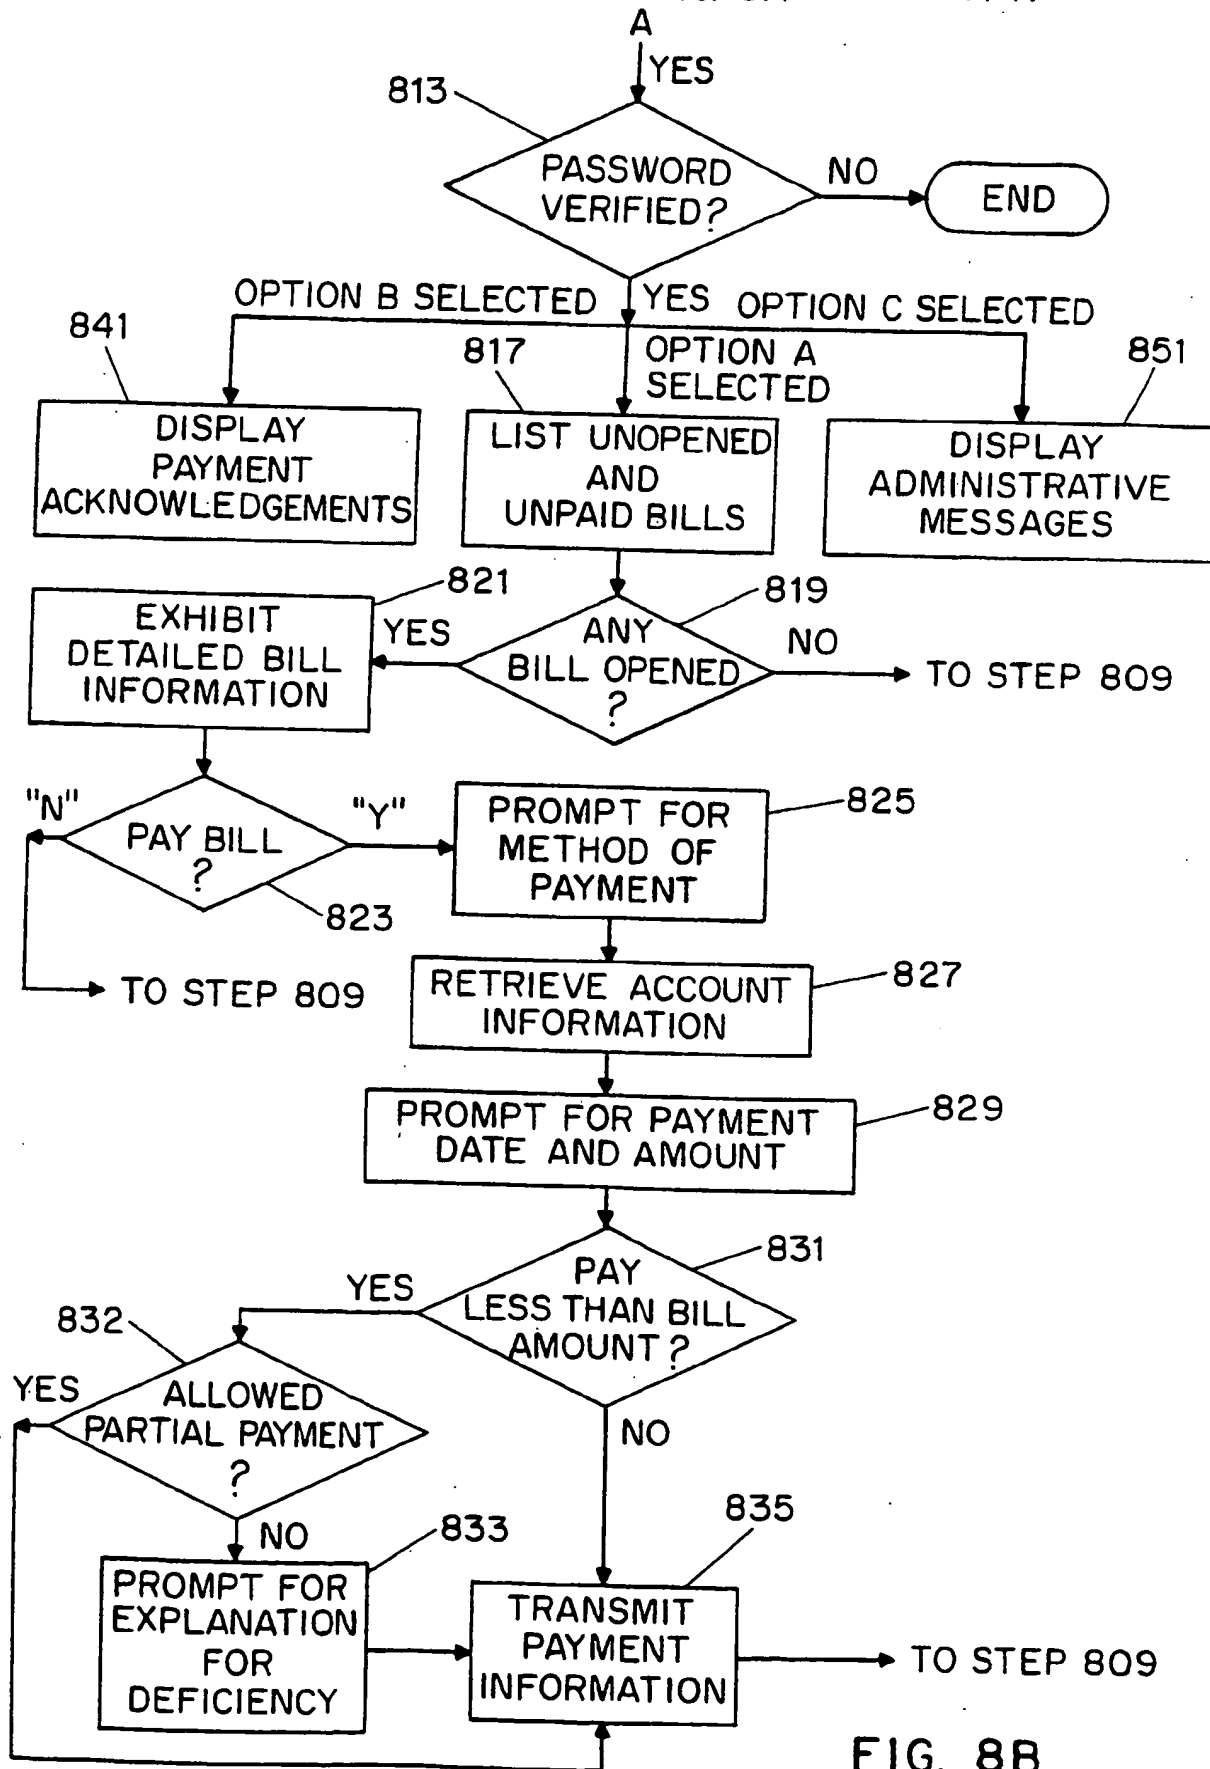 A
YES
813
PASSWORD
VERIFIED?
NO
END
OPTION B SELECTED
YES
OPTION C SELECTED
841
817
OPTION A
SELECTED
851
DISPLAY
PAYMENT
ACKNOWLEDGEMENTS
LIST UNOPENED
AND
UNPAID BILLS
DISPLAY
ADMINISTRATIVE
MESSAGES
821
819
EXHIBIT
DETAILED BILL
INFORMATION
YES
ANY
BILL OPENED
?
NO
TO STEP 809
"N"
PAY BILL
?
"Y"
823
PROMPT FOR
METHOD OF
PAYMENT
825
TO STEP 809
RETRIEVE ACCOUNT
INFORMATION
827
PROMPT FOR PAYMENT
DATE AND AMOUNT
829
831
PAY
LESS THAN BILL
AMOUNT?
YES
832
YES
ALLOWED
PARTIAL PAYMENT
?
NO
NO
833
835
PROMPT FOR
EXPLANATION
FOR
DEFICIENCY
TRANSMIT
PAYMENT
INFORMATION
TO STEP 809
FIG. 8B